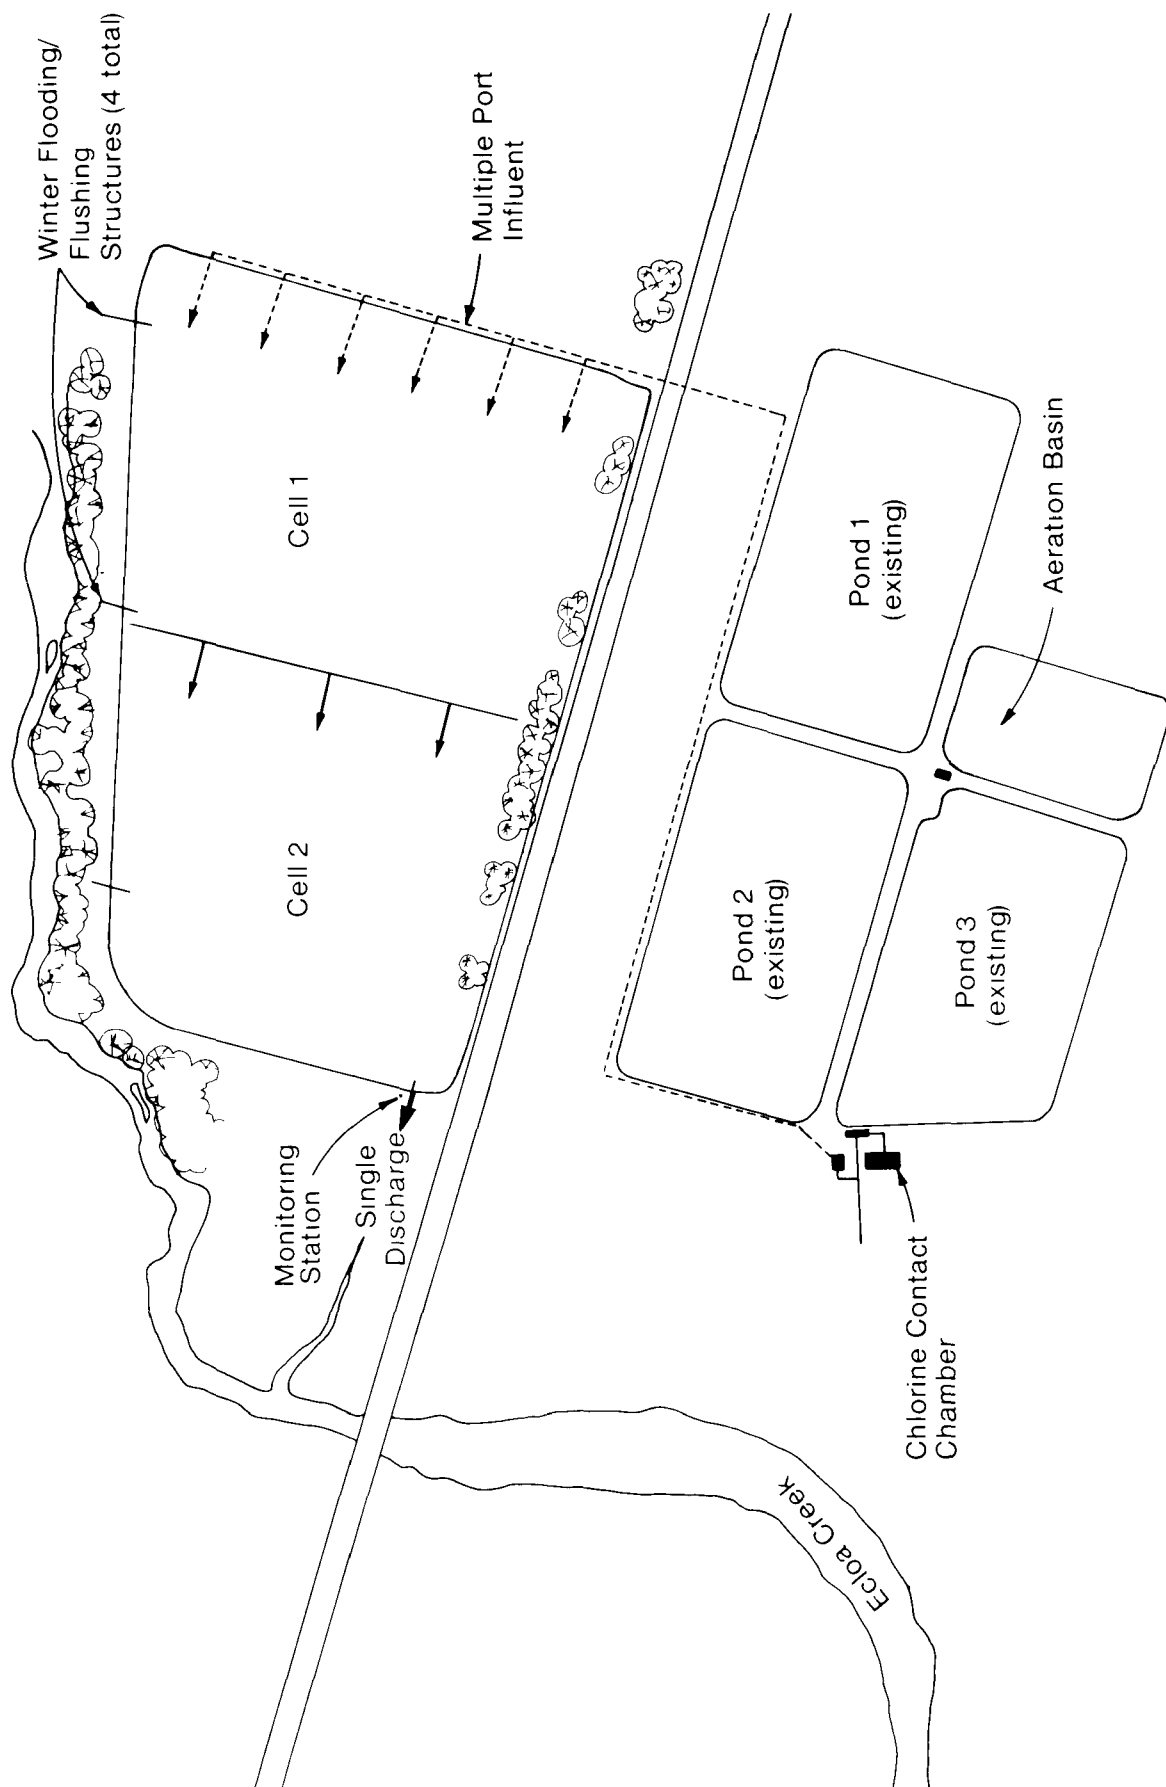 Winter Flooding/
Flushing
Structures (4 total)
Multiple Port
Influent
Cell 1
Cell 2
Monitoring
Station
Single
Discharge
Pond 1
(existing)
Aeration Basin
Pond 2
(existing)
Pond 3
(existing)
Chlorine Contact
Chamber
Ecloa Creek